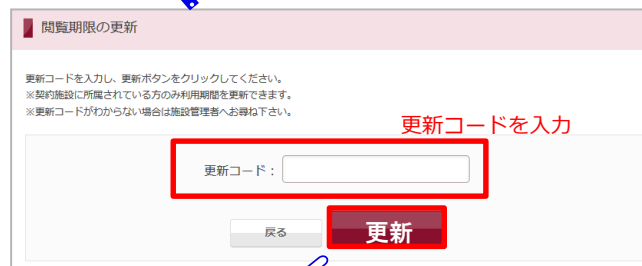 閲覧期限の更新
更新コードを入力し、更新ボタンをクリックしてください。
※契約施設に所属されている方のみ利用期間を更新できます。
※更新コードがわからない場合は施設管理者へお尋ね下さい。
更新コードを入力
更新コード：
戻る 更新